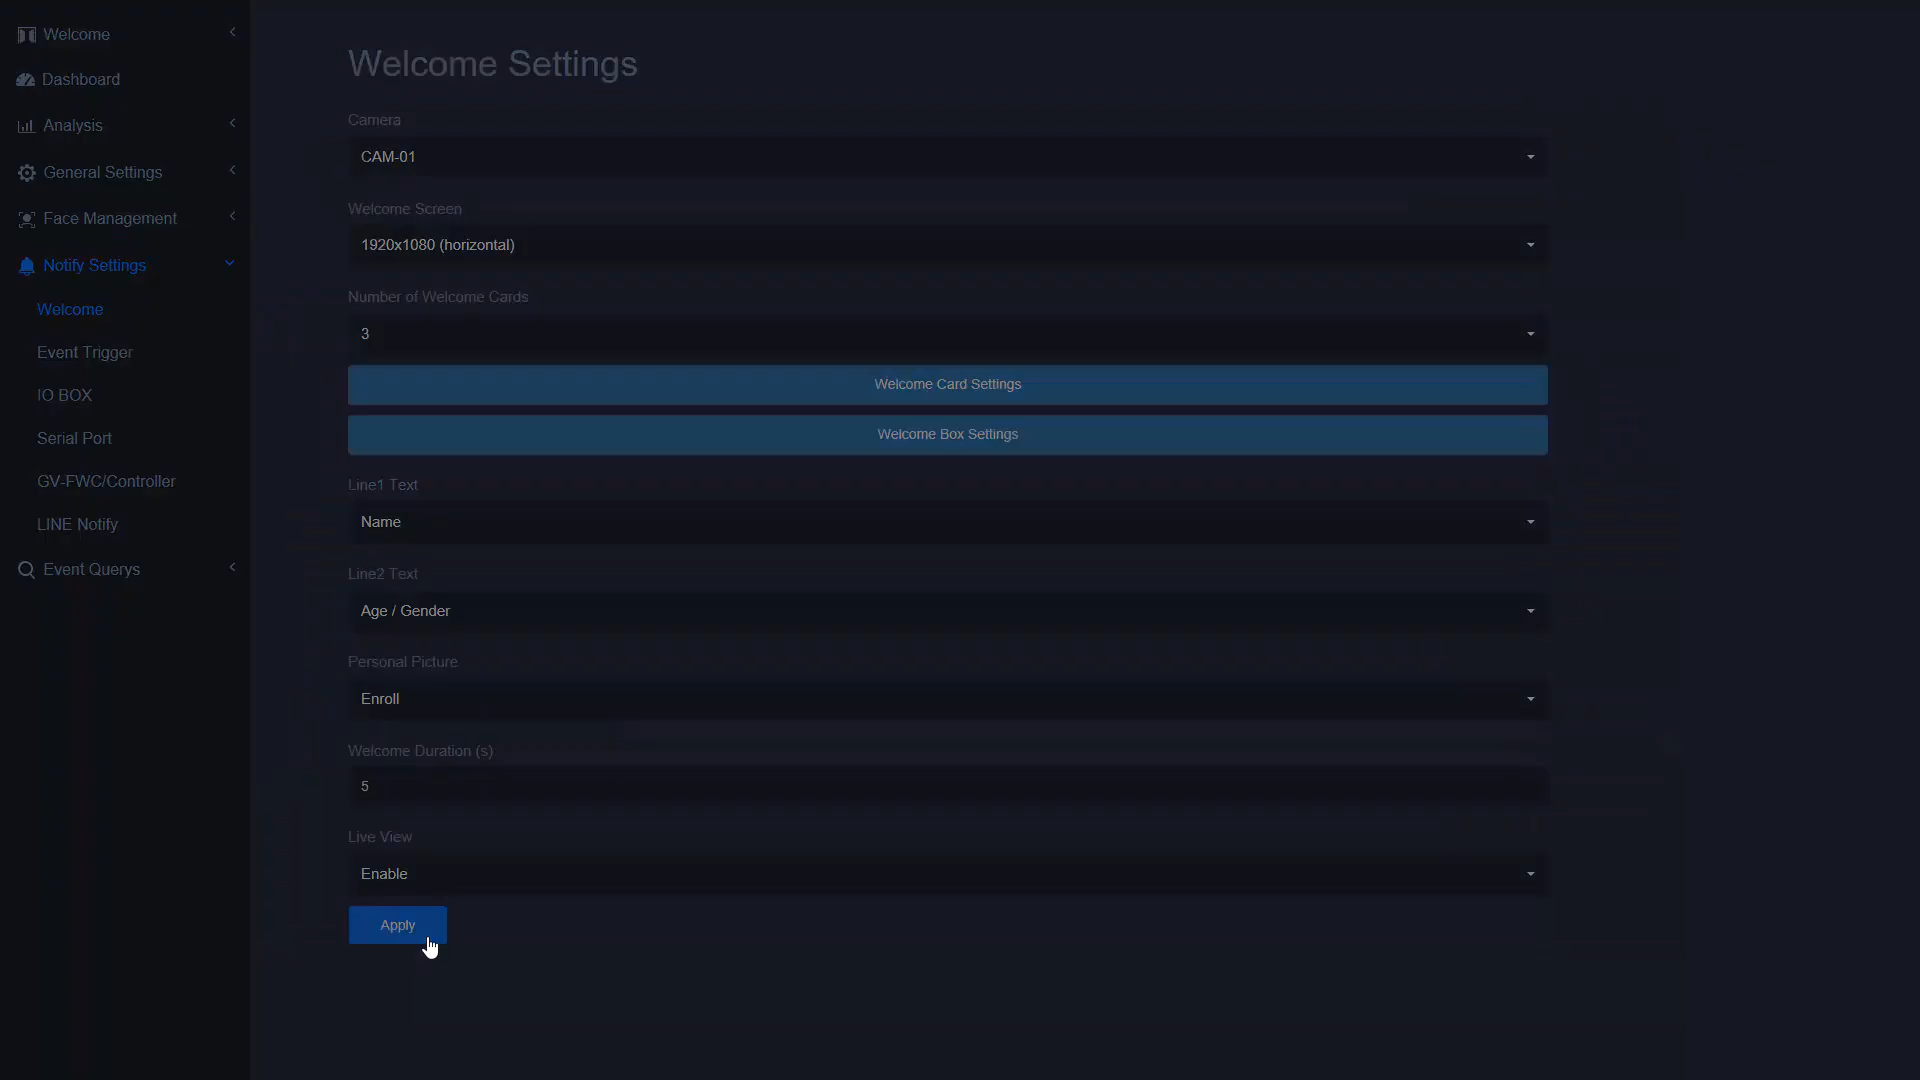 Welcome
Dashboard
Analysis
General Settings
Face Management
Notify Settings
Welcome
Event Trigger
IO BOX
Serial Port
GV-FWC/Controller
LINE Notify
Event Querys
Welcome Settings
Camera
CAM-01
Welcome Screen
1920x1080 (horizontal)
Number of Welcome Cards
3
Welcome Card Settings
Welcome Box Settings
Line1 Text
Name
Line2 Text
Age / Gender
Personal Picture
Enroll
Welcome Duration (s)
5
Live View
Enable
Apply